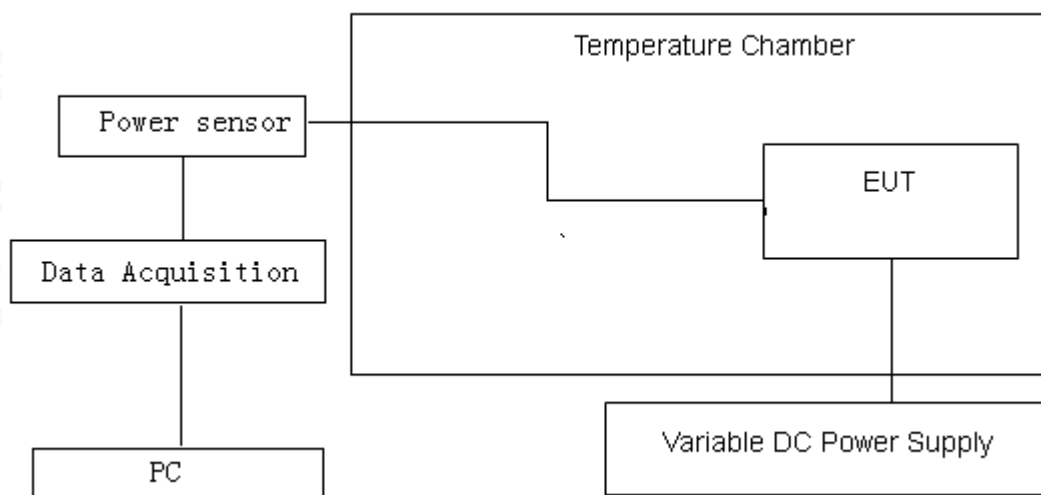 Temperature Chamber
Power sensor
EUT
Data Acquisition
Variable DC Power Supply
PC